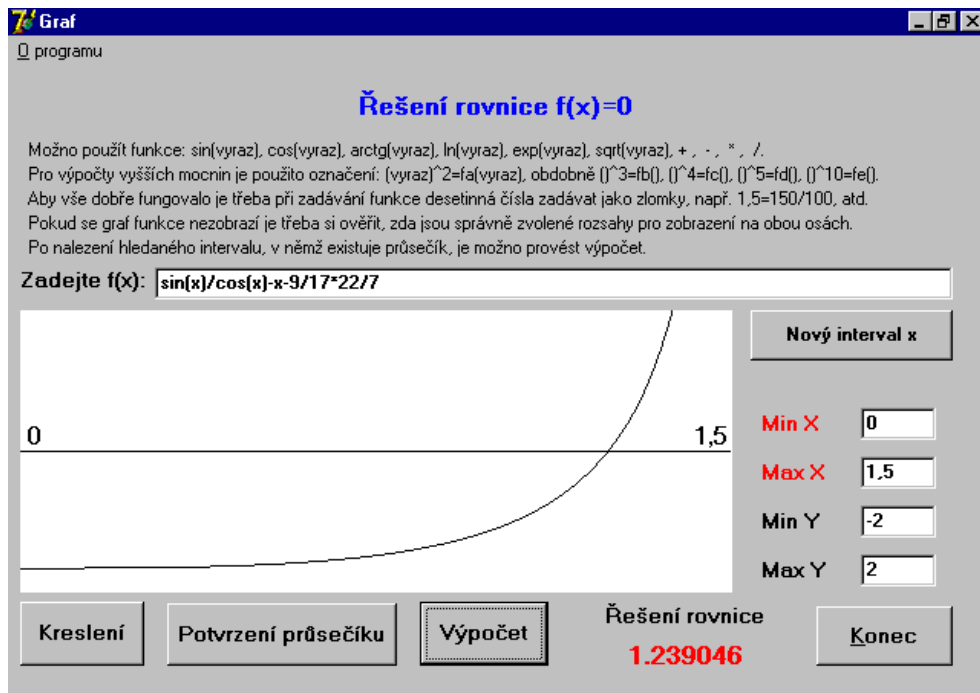 Graf
O programu
Řešení rovnice f(x)=0
Možno použít funkce: sin(vyraz), cos(vyraz), arctg(vyraz), ln(vyraz), exp(vyraz), sqrt(vyraz), + , - , * , /.
Pro výpočty vyšších mocnin je použito označení: (vyraz)^2=fa(vyraz), obdobně ()^3=fb(), ()^4=fc(), ()^5=fd(), ()^10=fe().
Aby vše dobře fungovalo je třeba při zadávání funkce desetinná čísla zadávat jako zlomky, např. 1,5=150/100, atd.
Pokud se graf funkce nezobrazí je třeba si ověřit, zda jsou správně zvolené rozsahy pro zobrazení na obou osách.
Po nalezení hledaného intervalu, v němž existuje průsečík, je možno provést výpočet.
Zadejte f(x): sin(x)/cos(x)-x-9/17*22/7
Nový interval x
0 1,5
Min X 0
Max X 1,5
Min Y -2
Max Y 2
Kreslení Potvrzení průsečíku Výpočet Řešení rovnice Konec
1.239046